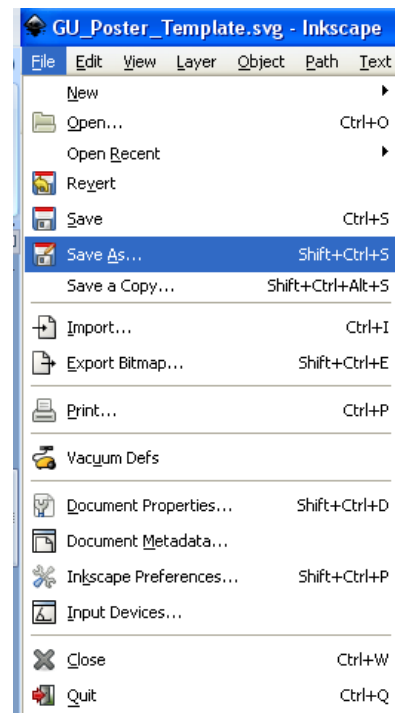 GU_Poster_Template.svg - Inkscape
File Edit View Layer Object Path Text
New
Open... Ctrl+O
Open Recent
Revert
Save Ctrl+S
Save As... Shift+Ctrl+S
Save a Copy... Shift+Ctrl+Alt+S
Import... Ctrl+I
Export Bitmap... Shift+Ctrl+E
Print... Ctrl+P
Vacuum Defs
Document Properties... Shift+Ctrl+D
Document Metadata...
Inkscape Preferences... Shift+Ctrl+P
Input Devices...
Close Ctrl+W
Quit Ctrl+Q